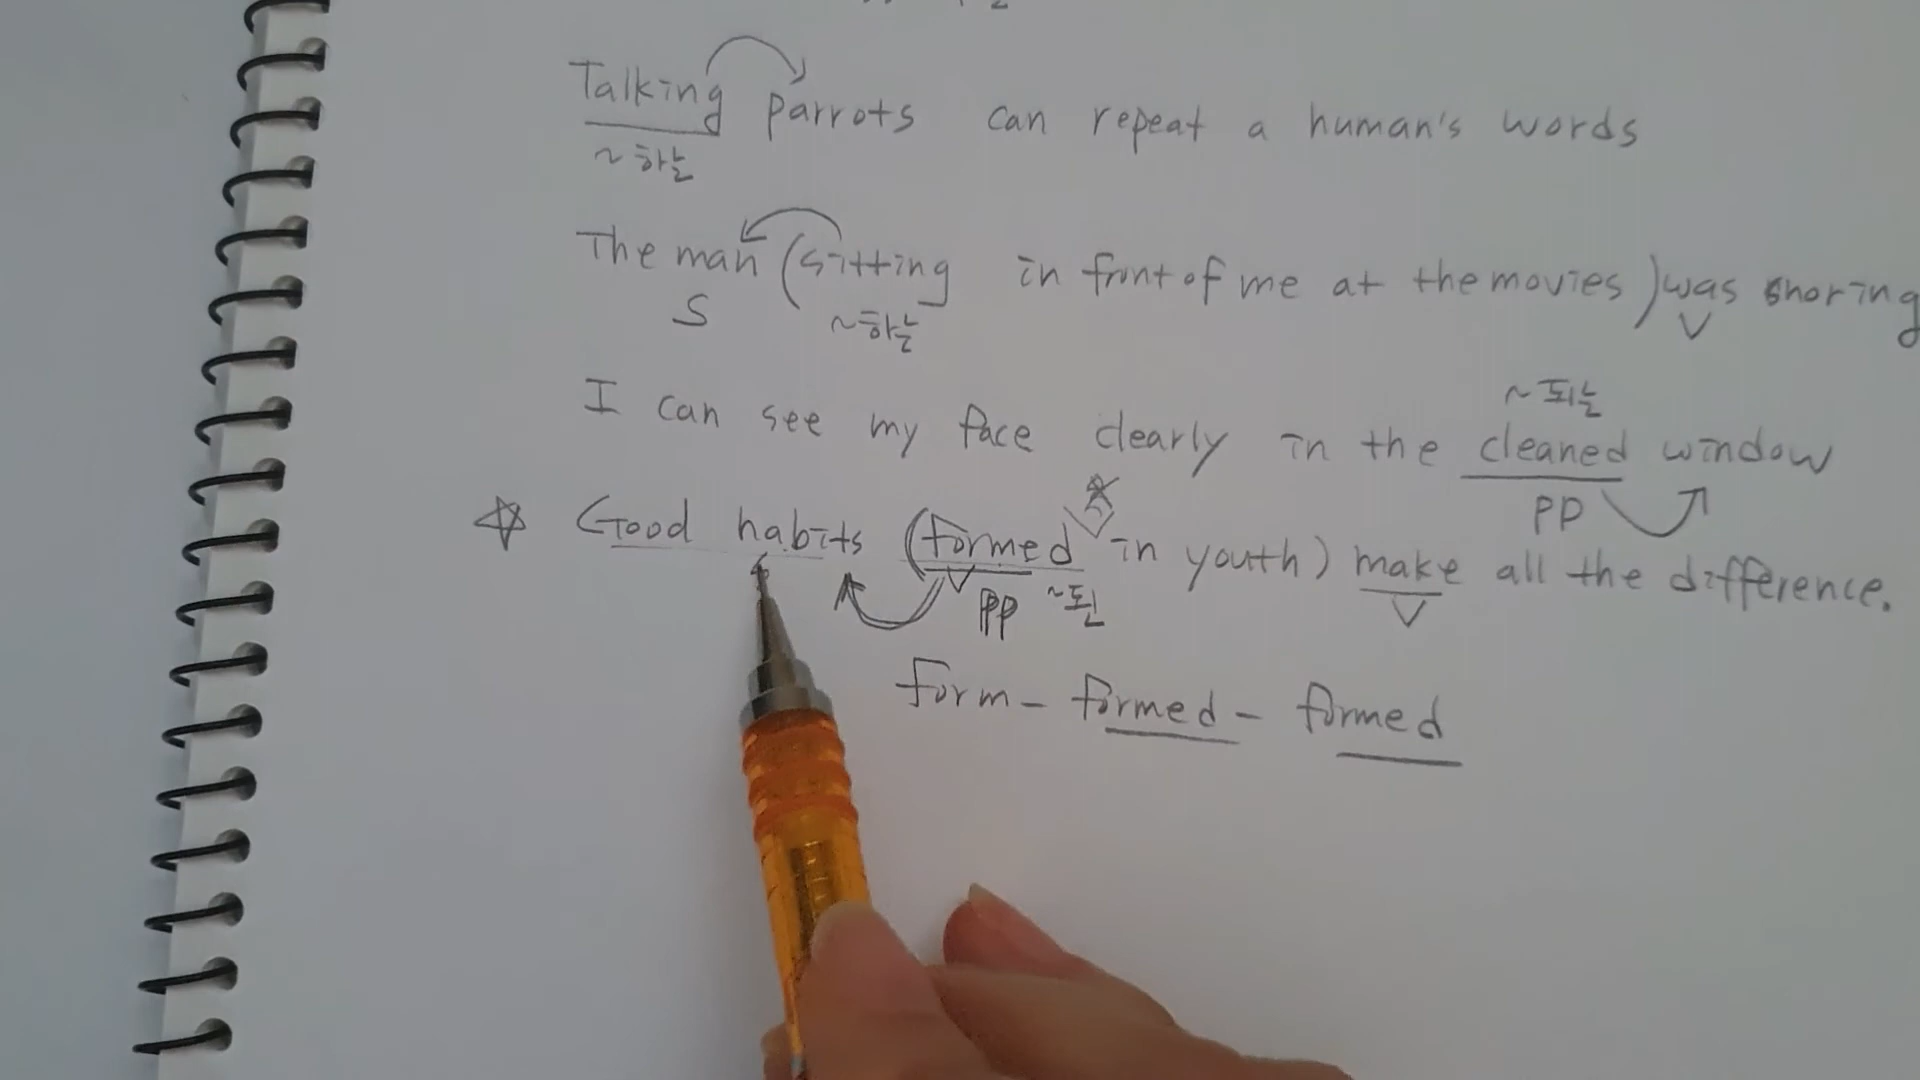 Talking parrots can repeat a human's words
~하는
The man (sitting in front of me at the movies) was snoring
S ~하는 V
~되는
I can see my face clearly in the cleaned window
PP
☆ Good habits (formed in youth) make all the difference.
V PP ~된 V
form - formed - formed